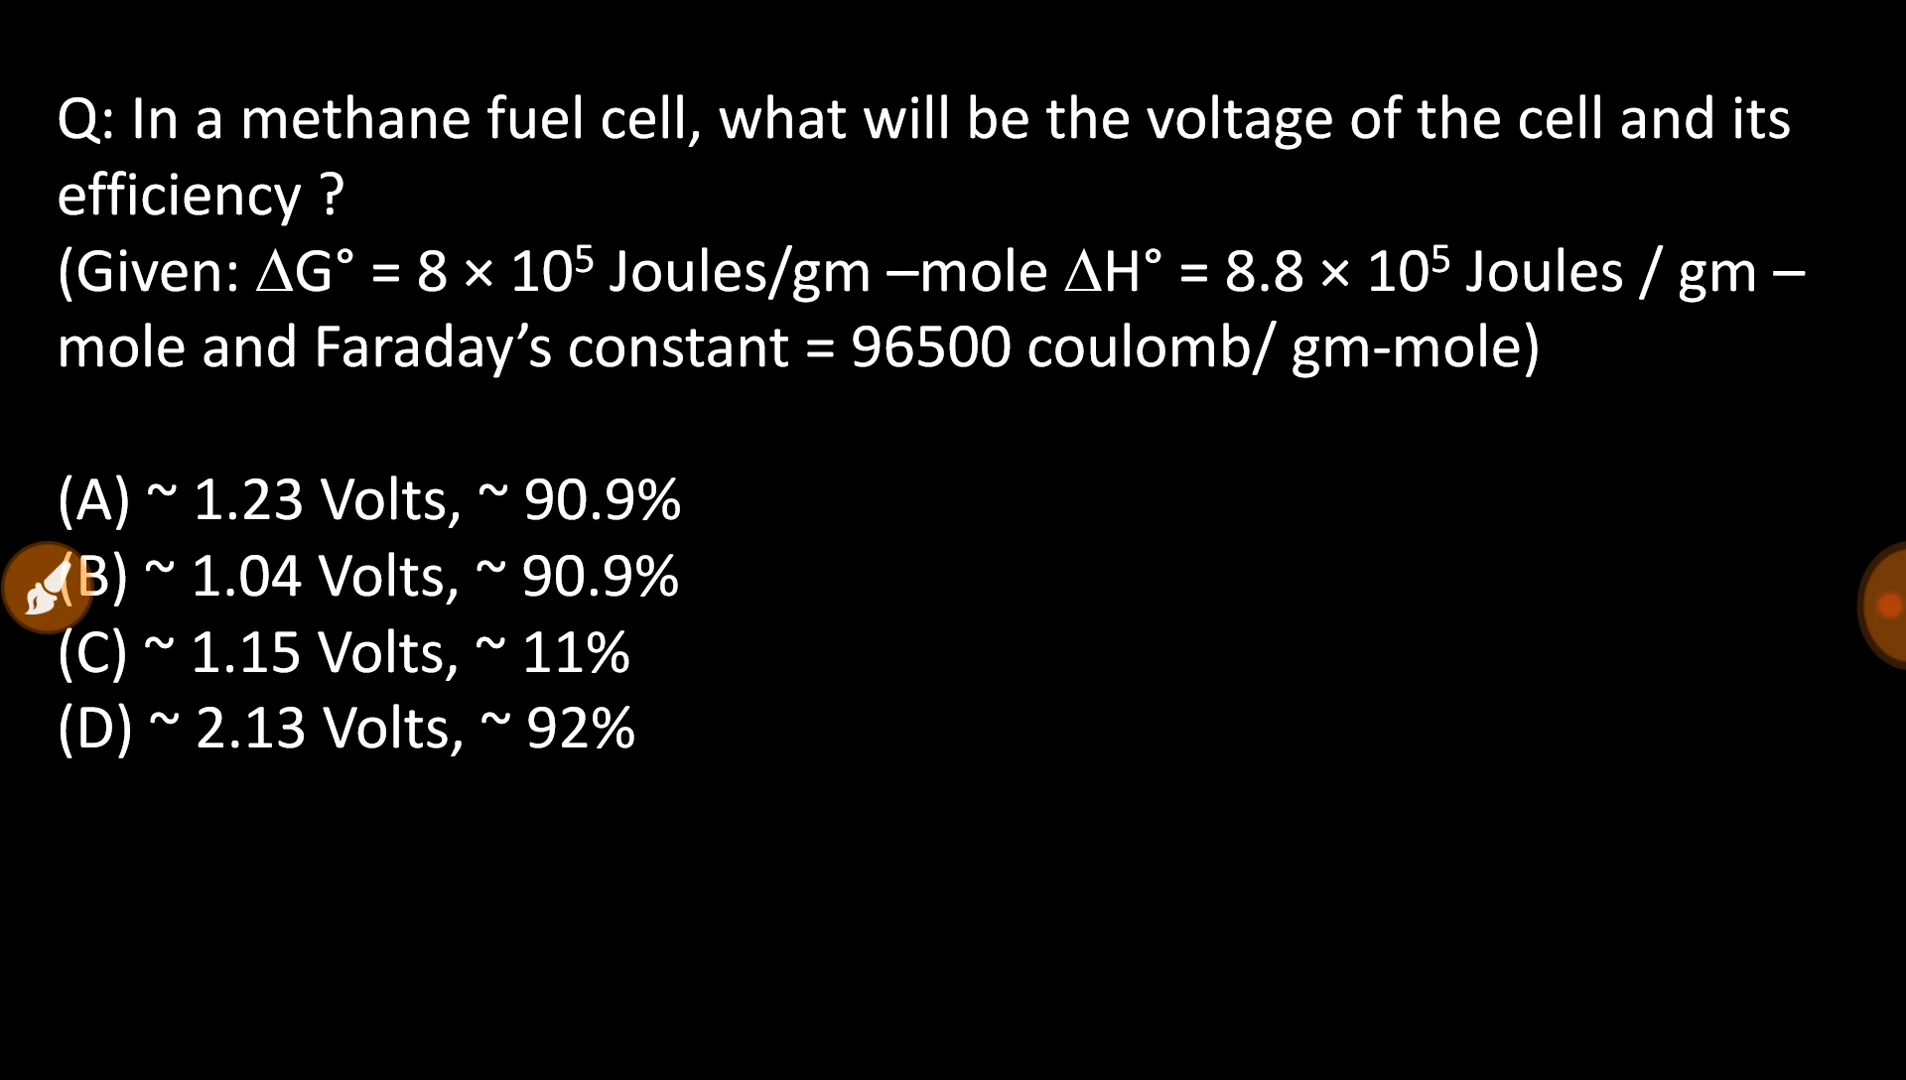 Q: In a methane fuel cell, what will be the voltage of the cell and its
efficiency ?
(Given: ΔG° = 8 × 10⁵ Joules/gm –mole ΔH° = 8.8 × 10⁵ Joules / gm –
mole and Faraday’s constant = 96500 coulomb/ gm-mole)
(A) ~ 1.23 Volts, ~ 90.9%
(B) ~ 1.04 Volts, ~ 90.9%
(C) ~ 1.15 Volts, ~ 11%
(D) ~ 2.13 Volts, ~ 92%